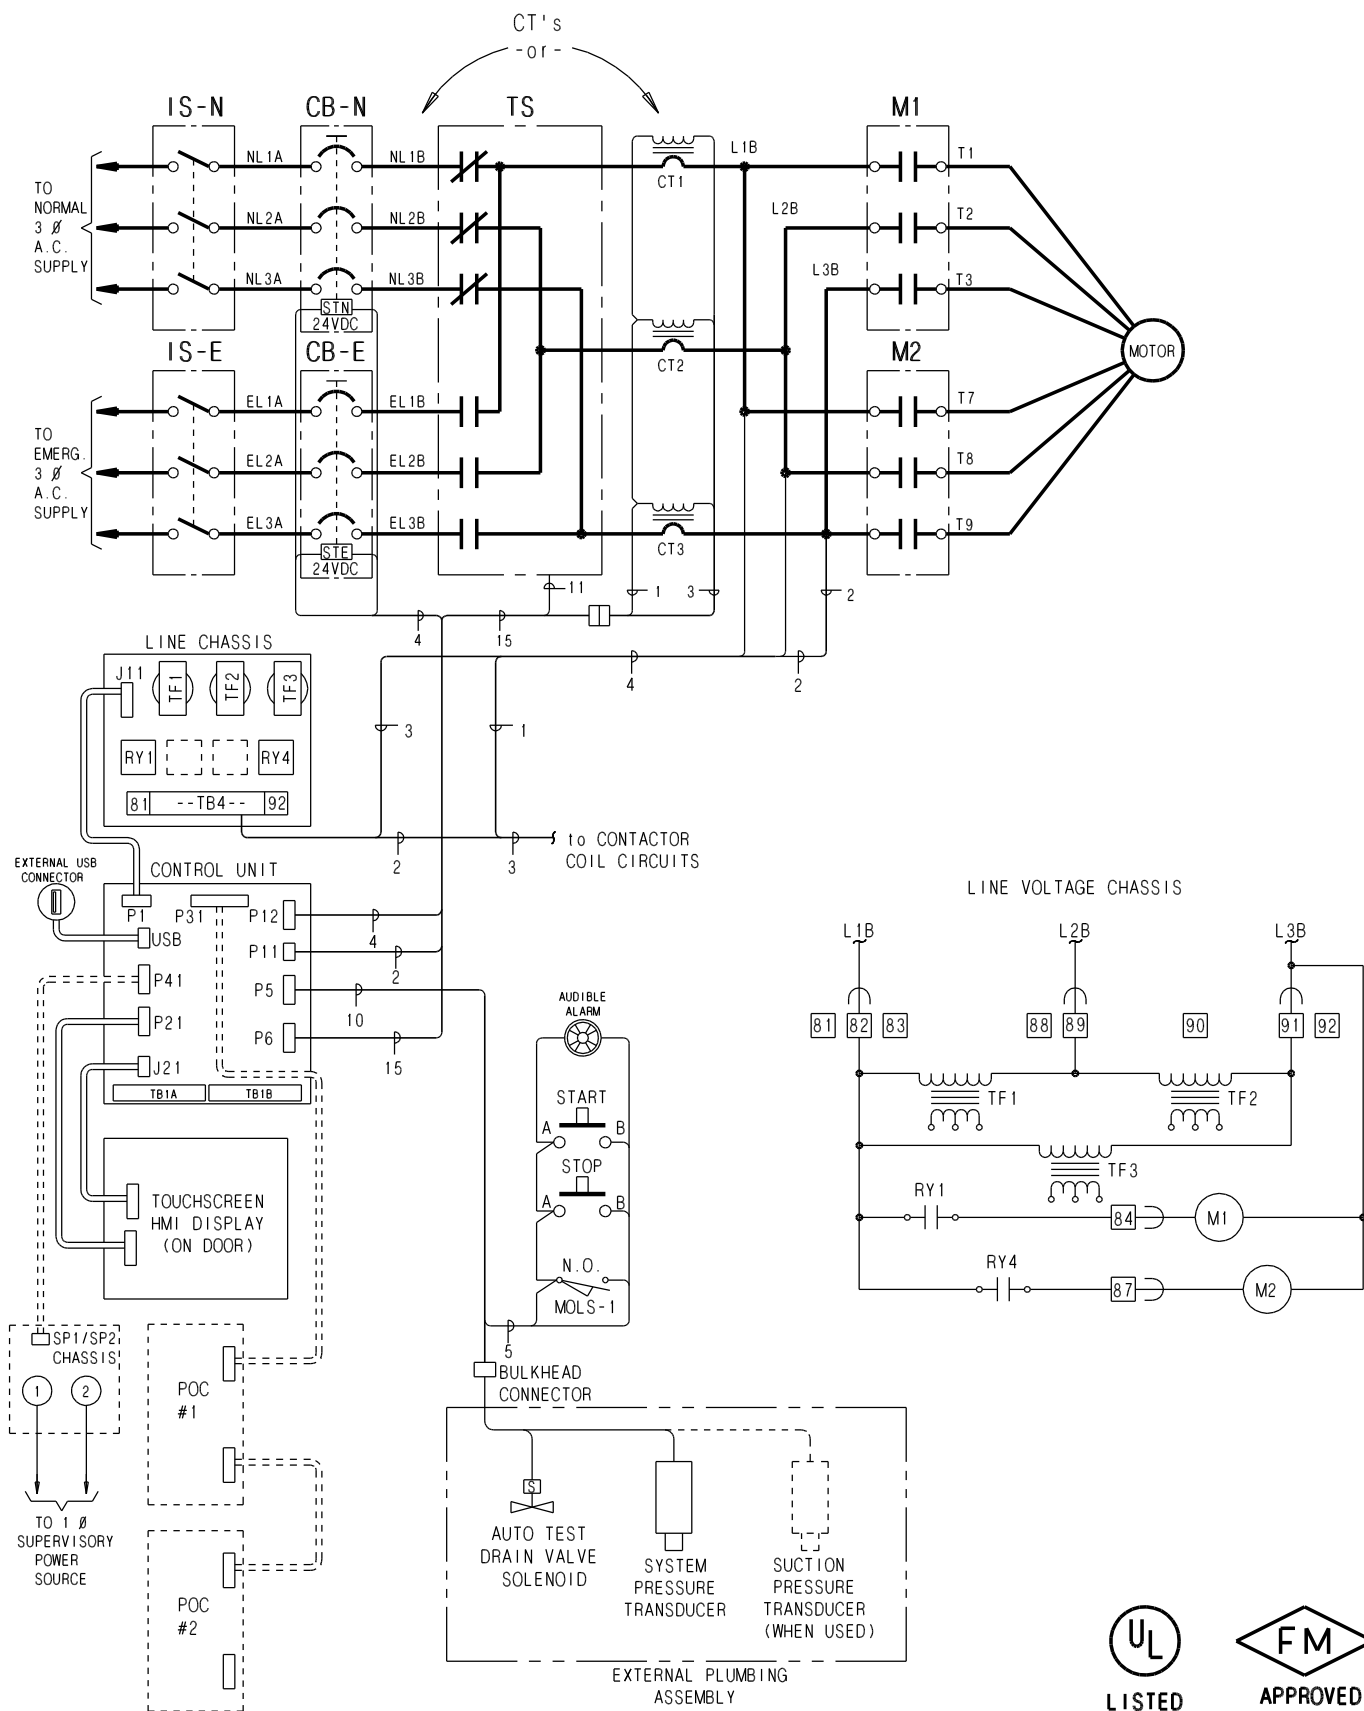 CT's
-or-
IS-N
CB-N
TS
M1
NL1A
NL1B
L1B
T1
CT1
TO
NORMAL
3 Ø
A.C.
SUPPLY
NL2A
NL2B
L2B
T2
NL3A
NL3B
L3B
T3
STN
24VDC
IS-E
CB-E
CT2
M2
MOTOR
EL1A
EL1B
T7
TO
EMERG.
3 Ø
A.C.
SUPPLY
EL2A
EL2B
T8
EL3A
EL3B
T9
CT3
STE
24VDC
11
1
3
2
4
15
4
2
LINE CHASSIS
J11
TF1
TF2
TF3
3
1
RY1
RY4
81
--TB4--
92
2
3
to CONTACTOR
COIL CIRCUITS
EXTERNAL USB
CONNECTOR
CONTROL UNIT
P1
P31
P12
4
USB
P11
2
P41
P5
10
P21
P6
15
J21
TB1A
TB1B
TOUCHSCREEN
HMI DISPLAY
(ON DOOR)
AUDIBLE
ALARM
START
A
B
STOP
A
B
N.O.
MOLS-1
5
BULKHEAD
CONNECTOR
SP1/SP2
CHASSIS
1
2
TO 1 Ø
SUPERVISORY
POWER
SOURCE
POC
#1
POC
#2
S
AUTO TEST
DRAIN VALVE
SOLENOID
SYSTEM
PRESSURE
TRANSDUCER
SUCTION
PRESSURE
TRANSDUCER
(WHEN USED)
EXTERNAL PLUMBING
ASSEMBLY
LINE VOLTAGE CHASSIS
L1B
L2B
L3B
81
82
83
88
89
90
91
92
TF1
TF2
TF3
RY1
84
M1
RY4
87
M2
UL
LISTED
FM
APPROVED